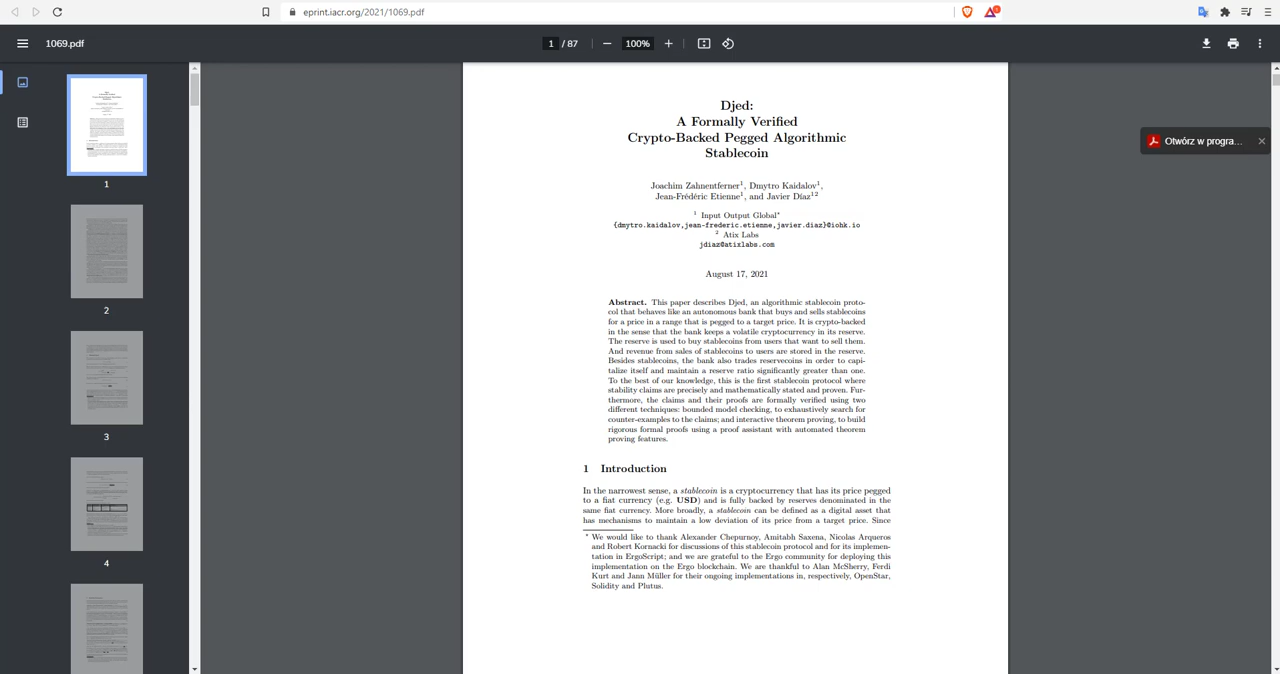 eprint.iacr.org/2021/1069.pdf
1069.pdf
1 / 87
100%
Otwórz w progra...
1
2
3
4
Djed:
A Formally Verified
Crypto-Backed Pegged Algorithmic
Stablecoin
Joachim Zahnentferner¹, Dmytro Kaidalov¹,
Jean-Frédéric Etienne¹, and Javier Díaz¹²
¹ Input Output Global*
{dmytro.kaidalov,jean-frederic.etienne,javier.diaz}@iohk.io
² Atix Labs
jdiaz@atixlabs.com
August 17, 2021
Abstract. This paper describes Djed, an algorithmic stablecoin proto-
col that behaves like an autonomous bank that buys and sells stablecoins
for a price in a range that is pegged to a target price. It is crypto-backed
in the sense that the bank keeps a volatile cryptocurrency in its reserve.
The reserve is used to buy stablecoins from users that want to sell them.
And revenue from sales of stablecoins to users are stored in the reserve.
Besides stablecoins, the bank also trades reservecoins in order to capi-
talize itself and maintain a reserve ratio significantly greater than one.
To the best of our knowledge, this is the first stablecoin protocol where
stability claims are precisely and mathematically stated and proven. Fur-
thermore, the claims and their proofs are formally verified using two
different techniques: bounded model checking, to exhaustively search for
counter-examples to the claims; and interactive theorem proving, to build
rigorous formal proofs using a proof assistant with automated theorem
proving features.
1 Introduction
In the narrowest sense, a stablecoin is a cryptocurrency that has its price pegged
to a fiat currency (e.g. USD) and is fully backed by reserves denominated in the
same fiat currency. More broadly, a stablecoin can be defined as a digital asset that
has mechanisms to maintain a low deviation of its price from a target price. Since
* We would like to thank Alexander Chepurnoy, Amitabh Saxena, Nicolas Arqueros
and Robert Kornacki for discussions of this stablecoin protocol and for its implemen-
tation in ErgoScript; and we are grateful to the Ergo community for deploying this
implementation on the Ergo blockchain. We are thankful to Alan McSherry, Ferdi
Kurt and Jann Müller for their ongoing implementations in, respectively, OpenStar,
Solidity and Plutus.